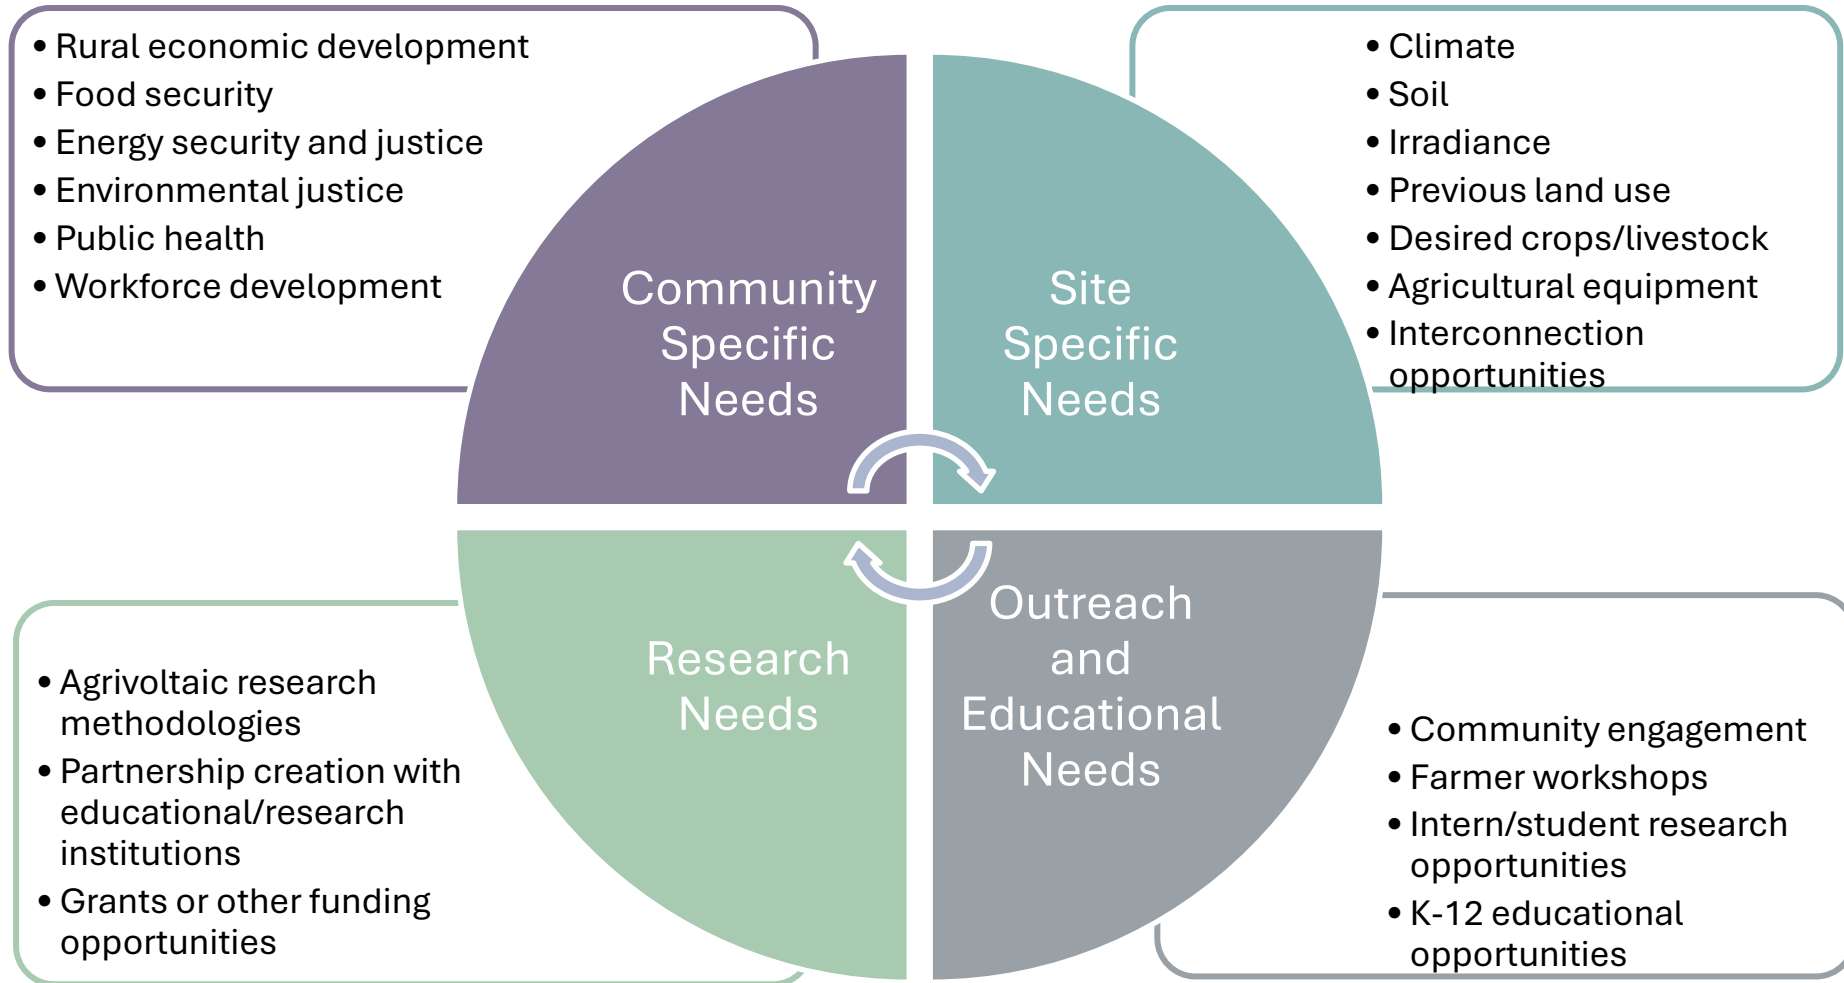 • Rural economic development
• Food security
• Energy security and justice
• Environmental justice
• Public health
• Workforce development
Community
Specific
Needs
Site
Specific
Needs
• Climate
• Soil
• Irradiance
• Previous land use
• Desired crops/livestock
• Agricultural equipment
• Interconnection
opportunities
• Agrivoltaic research
methodologies
• Partnership creation with
educational/research
institutions
• Grants or other funding
opportunities
Research
Needs
Outreach
and
Educational
Needs
• Community engagement
• Farmer workshops
• Intern/student research
opportunities
• K-12 educational
opportunities